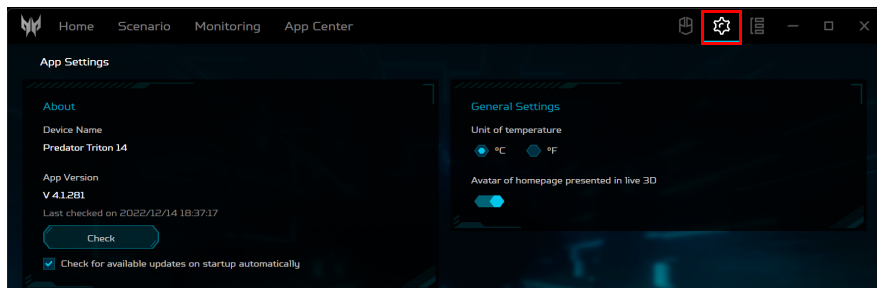 Home Scenario Monitoring App Center
App Settings
About
Device Name
Predator Triton 14
App Version
V 4.1.281
Last checked on 2022/12/14 18:37:17
Check
Check for available updates on startup automatically
General Settings
Unit of temperature
°C °F
Avatar of homepage presented in live 3D